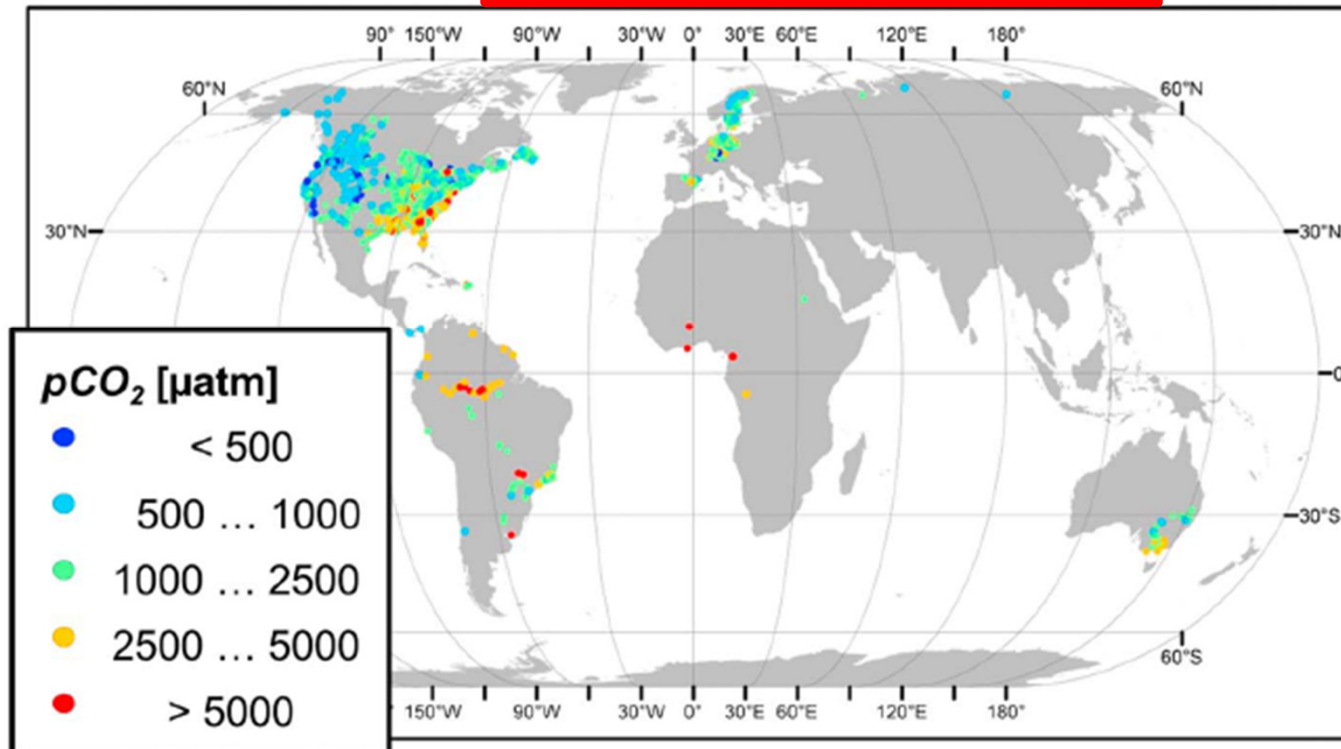 90° 150°W 90°W 30°W 0° 30°E 60°E 120°E 180°
60°N 60°N
30°N 30°N
0
30°S
60°S
pCO₂ [µatm]
< 500
500 … 1000
1000 … 2500
2500 … 5000
> 5000
150°W 90°W 30°W 0° 30°E 60°E 120°E 180°